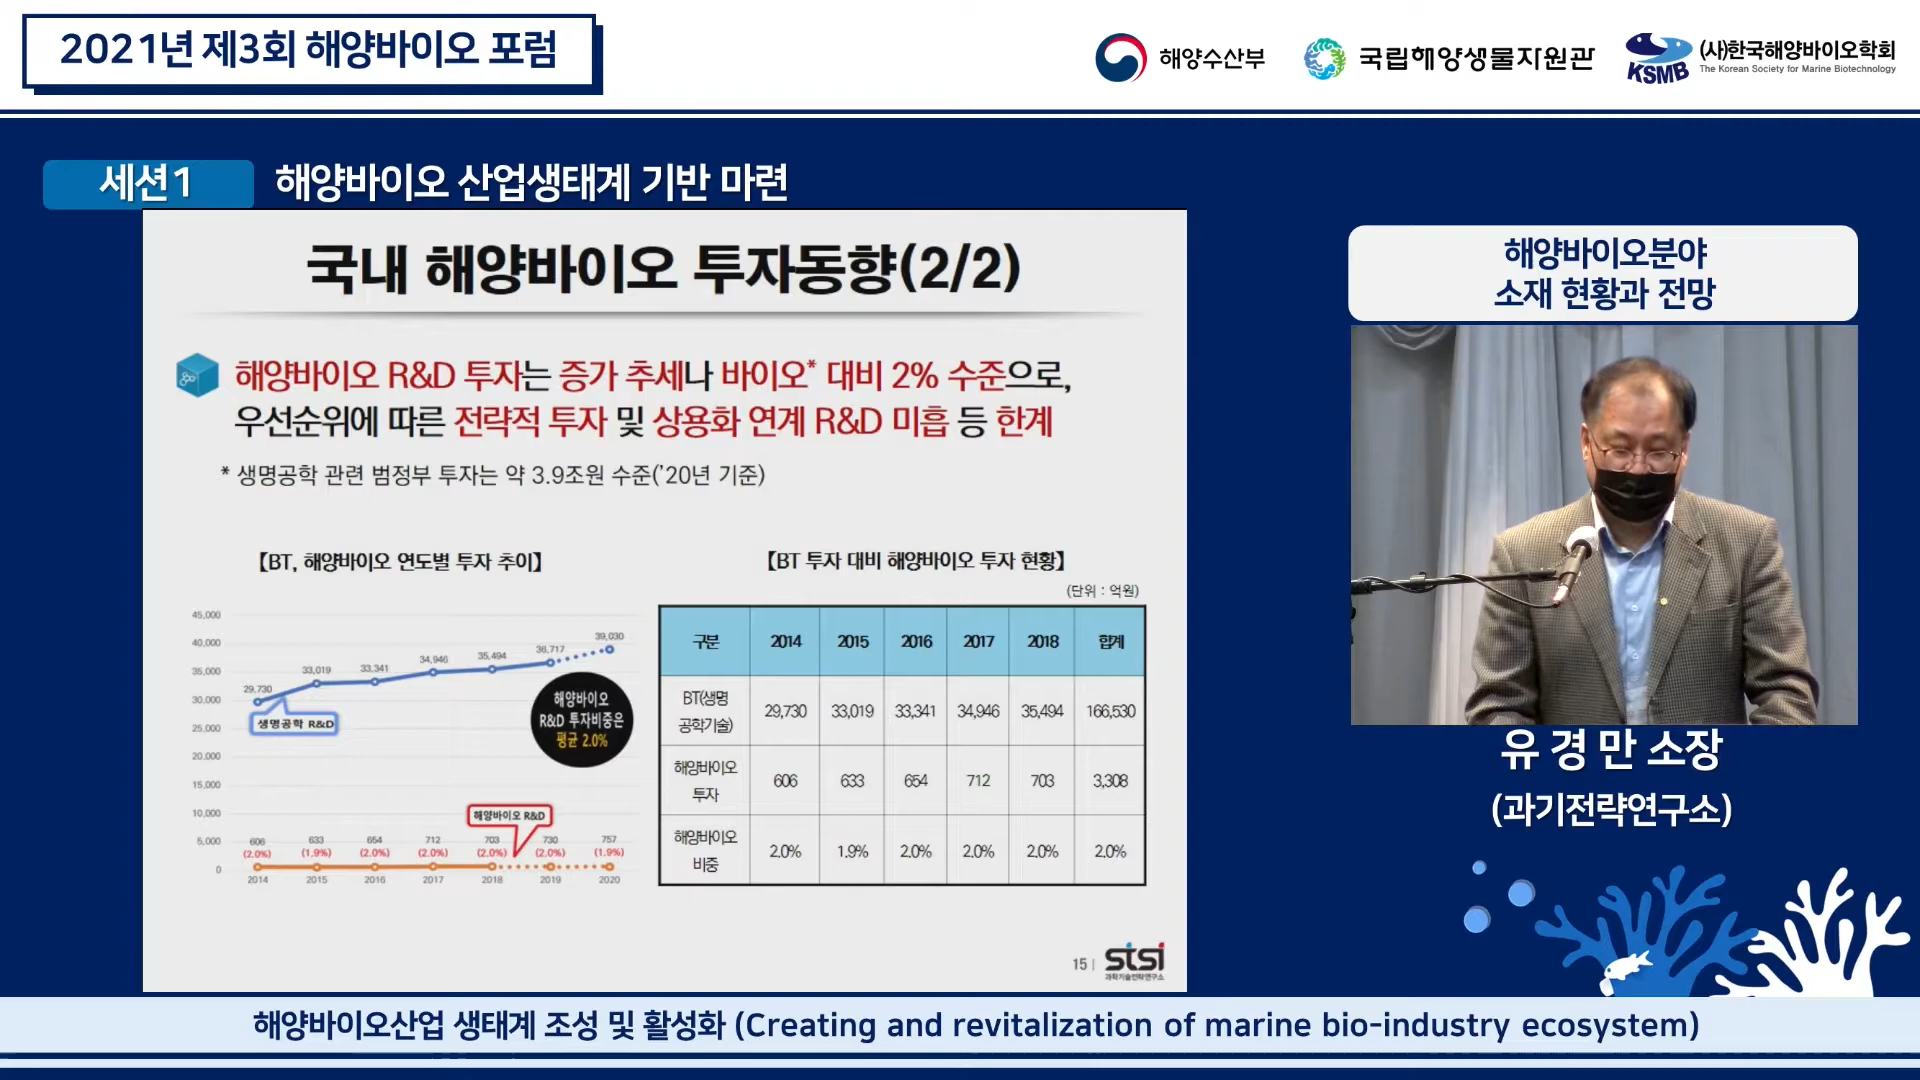 2021년 제3회 해양바이오 포럼
해양수산부
국립해양생물자원관
KSMB
(사)한국해양바이오학회
The Korean Society for Marine Biotechnology
세션1
해양바이오 산업생태계 기반 마련
국내 해양바이오 투자동향(2/2)
해양바이오 R&D 투자는 증가 추세나 바이오* 대비 2% 수준으로,
우선순위에 따른 전략적 투자 및 상용화 연계 R&D 미흡 등 한계
* 생명공학 관련 범정부 투자는 약 3.9조원 수준('20년 기준)
【BT, 해양바이오 연도별 투자 추이】
45,000
40,000
35,000
30,000
25,000
20,000
15,000
10,000
5,000
0
29,730 33,019 33,341 34,946 35,494 36,717 39,030
생명공학 R&D
해양바이오
R&D 투자비중은
평균 2.0%
해양바이오 R&D
606 633 654 712 703 730 757
(2.0%) (1.9%) (2.0%) (2.0%) (2.0%) (2.0%) (1.9%)
2014 2015 2016 2017 2018 2019 2020
【BT 투자 대비 해양바이오 투자 현황】
(단위 : 억원)
구분 2014 2015 2016 2017 2018 합계
BT(생명
공학기술) 29,730 33,019 33,341 34,946 35,494 166,530
해양바이오
투자 606 633 654 712 703 3,308
해양바이오
비중 2.0% 1.9% 2.0% 2.0% 2.0% 2.0%
15 |
stsi
과학기술전략연구소
해양바이오분야
소재 현황과 전망
유 경 만 소장
(과기전략연구소)
해양바이오산업 생태계 조성 및 활성화 (Creating and revitalization of marine bio-industry ecosystem)